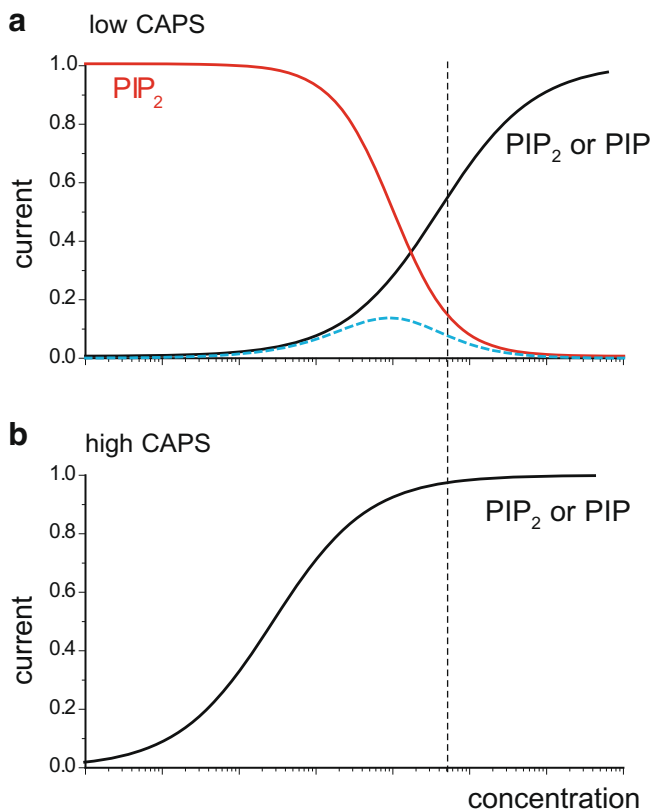 a low CAPS
1.0
0.8
0.6
0.4
0.2
0.0
current
PIP₂
PIP₂ or PIP
b high CAPS
1.0
0.8
0.6
0.4
0.2
0.0
current
PIP₂ or PIP
concentration